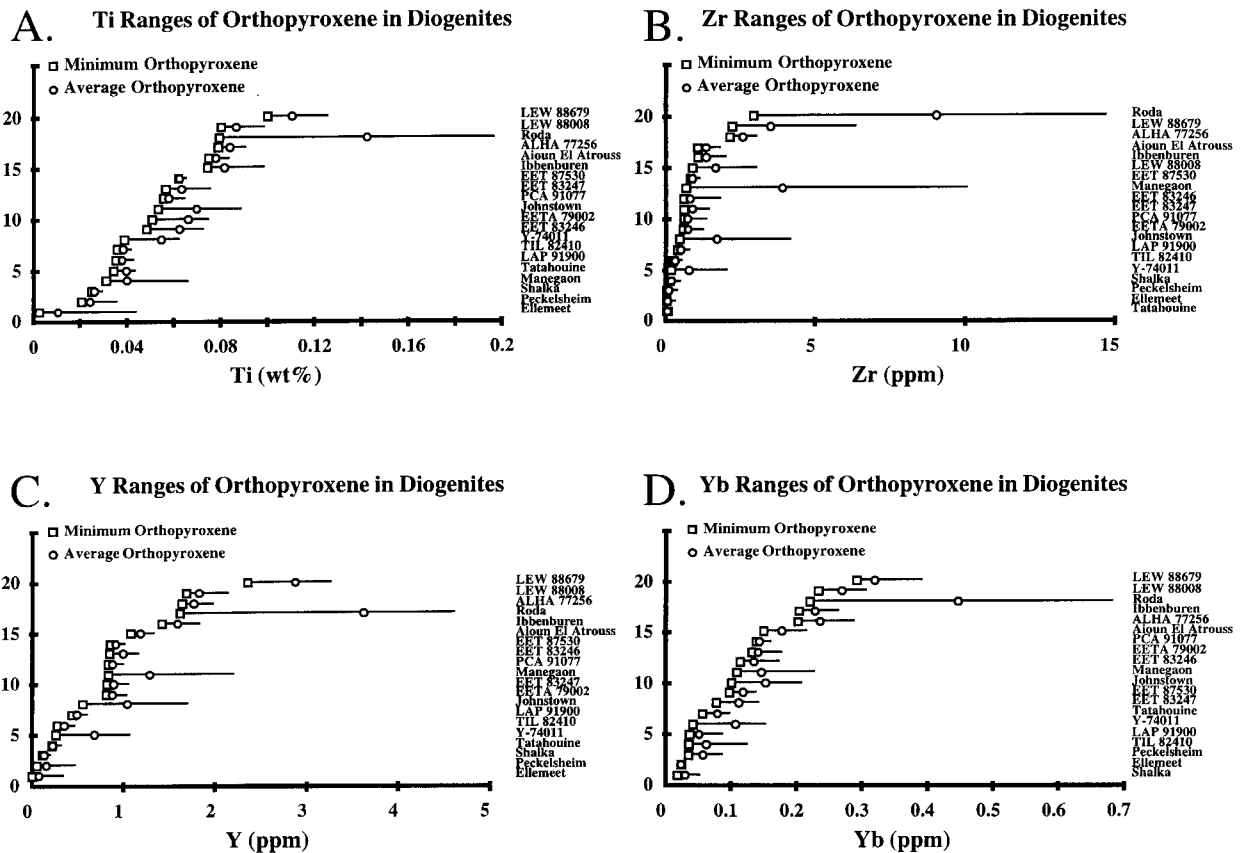 A.
Ti Ranges of Orthopyroxene in Diogenites
Minimum Orthopyroxene
Average Orthopyroxene
20
15
10
5
0
LEW 88679
LEW 88008
Roda
ALHA 77256
Aioun El Atrouss
Ibbenburen
EET 87530
EET 83247
PCA 91077
Johnstown
EETA 79002
EET 83246
Y-74011
TIL 82410
LAP 91900
Tatahouine
Manegaon
Shalka
Peckelsheim
Ellemeet
0 0.04 0.08 0.12 0.16 0.2
Ti (wt%)
B.
Zr Ranges of Orthopyroxene in Diogenites
Minimum Orthopyroxene
Average Orthopyroxene
20
15
10
5
0
Roda
LEW 88679
ALHA 77256
Aioun El Atrouss
Ibbenburen
LEW 88008
EET 87530
Manegaon
EET 83246
EET 83247
PCA 91077
EETA 79002
Johnstown
LAP 91900
TIL 82410
Y-74011
Shalka
Peckelsheim
Ellemeet
Tatahouine
0 5 10 15
Zr (ppm)
C.
Y Ranges of Orthopyroxene in Diogenites
Minimum Orthopyroxene
Average Orthopyroxene
20
15
10
5
0
LEW 88679
LEW 88008
ALHA 77256
Roda
Ibbenburen
Aioun El Atrouss
EET 87530
EET 83246
PCA 91077
Manegaon
EET 83247
EETA 79002
Johnstown
LAP 91900
TIL 82410
Y-74011
Tatahouine
Shalka
Peckelsheim
Ellemeet
0 1 2 3 4 5
Y (ppm)
D.
Yb Ranges of Orthopyroxene in Diogenites
Minimum Orthopyroxene
Average Orthopyroxene
20
15
10
5
0
LEW 88679
LEW 88008
Roda
Ibbenburen
ALHA 77256
Aioun El Atrouss
PCA 91077
EETA 79002
EET 83246
Manegaon
Johnstown
EET 87530
EET 83247
Tatahouine
Y-74011
LAP 91900
TIL 82410
Peckelsheim
Ellemeet
Shalka
0 0.1 0.2 0.3 0.4 0.5 0.6 0.7
Yb (ppm)